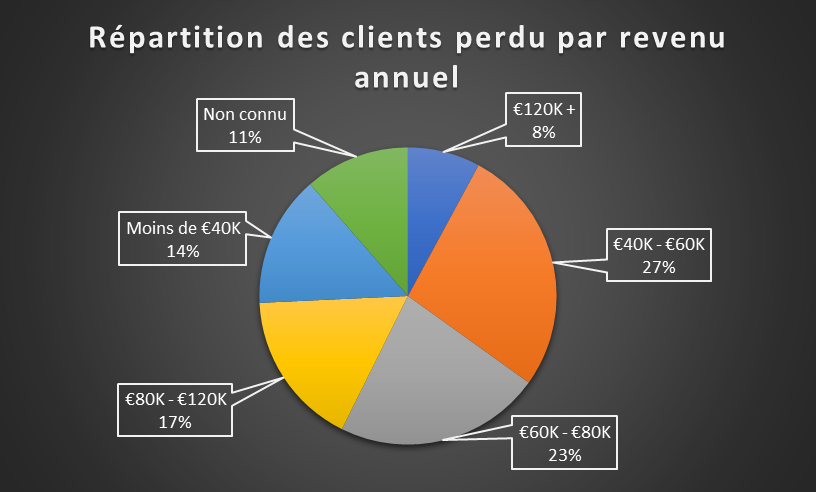 Répartition des clients perdu par revenu
annuel
€120K +
8%
€40K - €60K
27%
€60K - €80K
23%
€80K - €120K
17%
Moins de €40K
14%
Non connu
11%